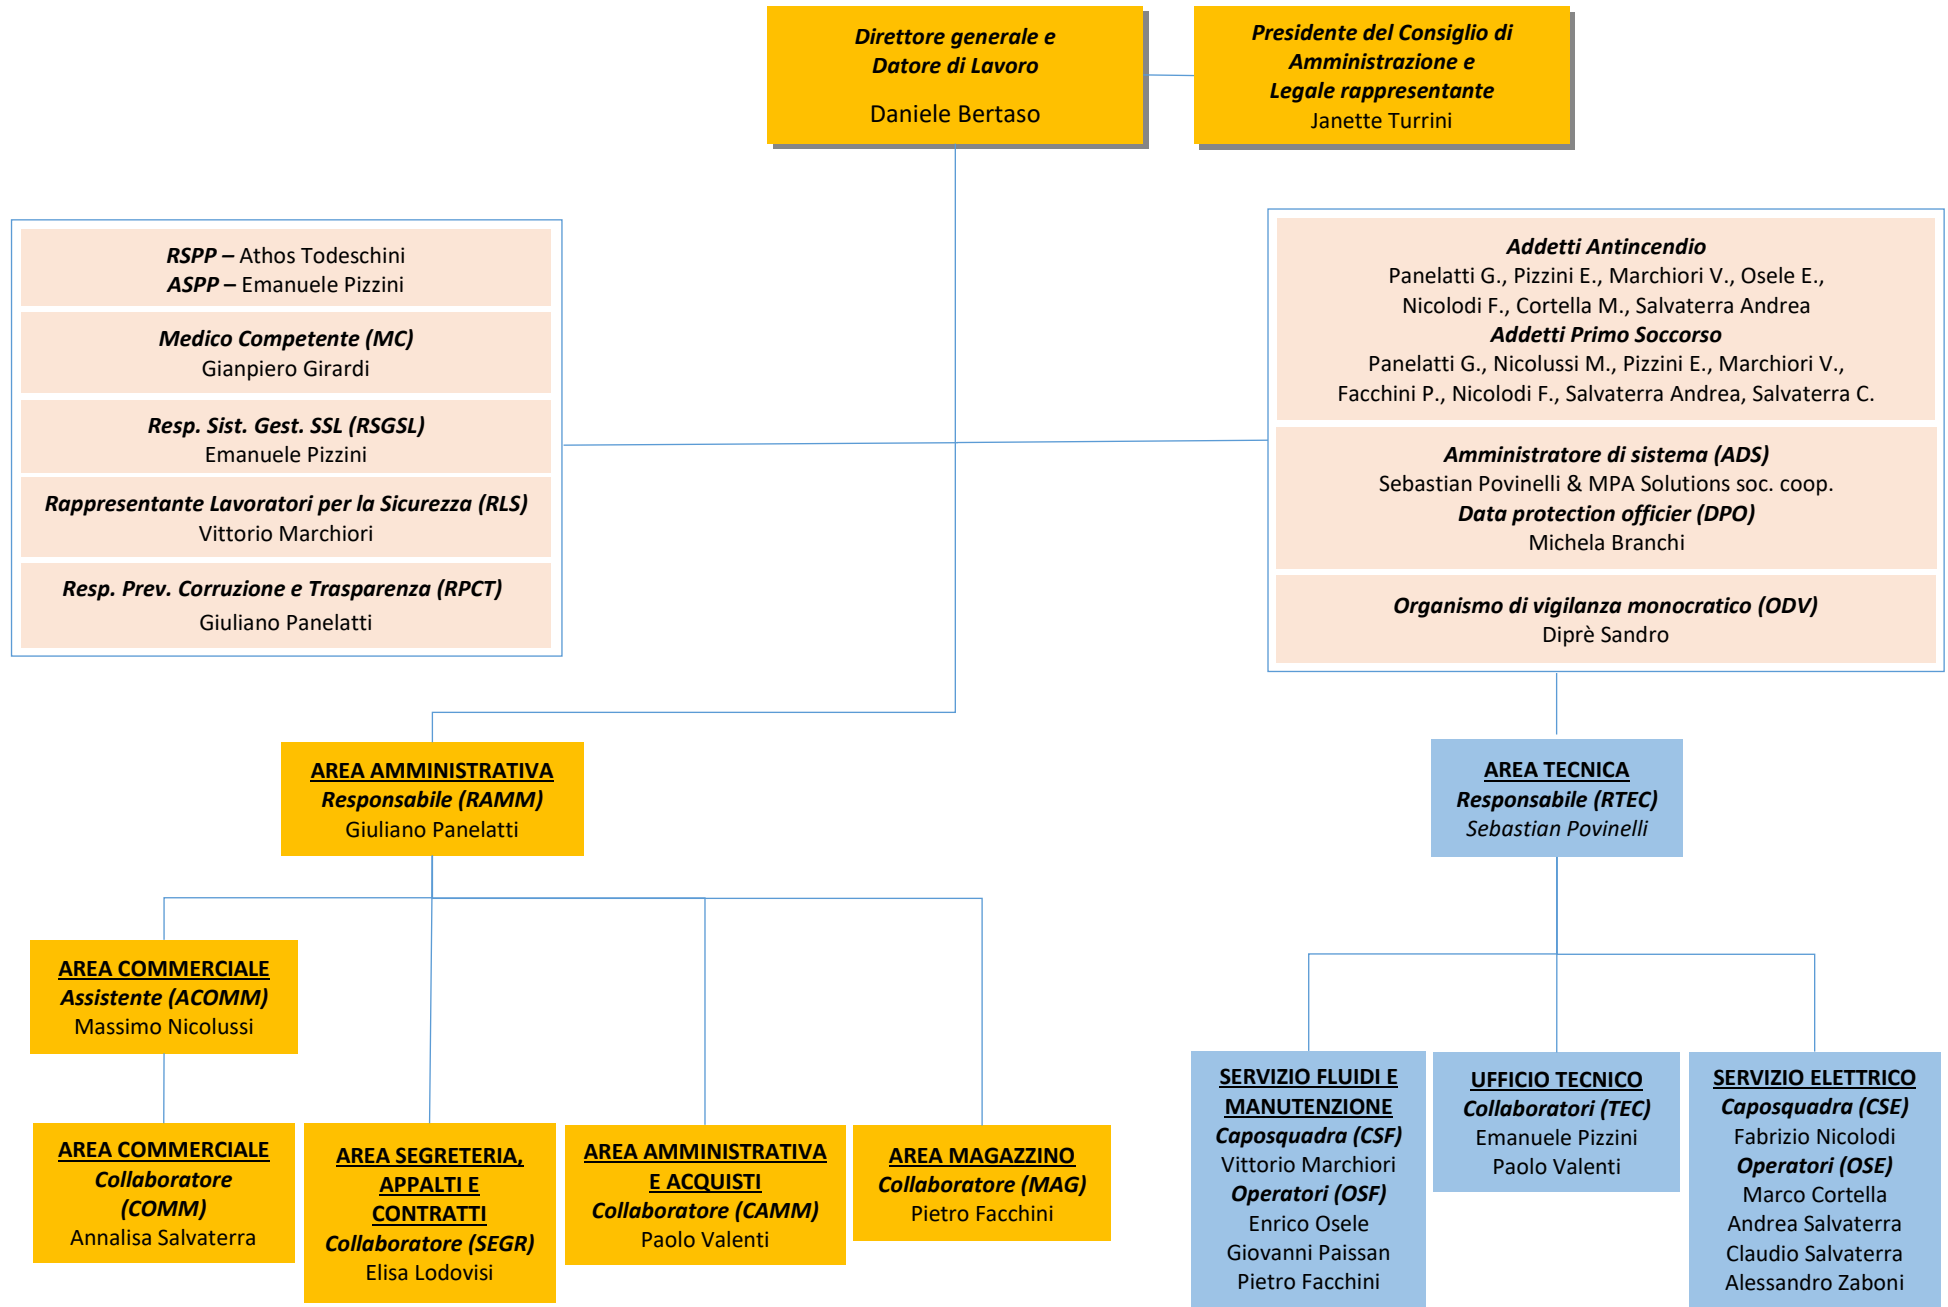 Direttore generale e
Datore di Lavoro
Daniele Bertaso
Presidente del Consiglio di
Amministrazione e
Legale rappresentante
Janette Turrini
RSPP – Athos Todeschini
ASPP – Emanuele Pizzini
Medico Competente (MC)
Gianpiero Girardi
Resp. Sist. Gest. SSL (RSGSL)
Emanuele Pizzini
Rappresentante Lavoratori per la Sicurezza (RLS)
Vittorio Marchiori
Resp. Prev. Corruzione e Trasparenza (RPCT)
Giuliano Panelatti
Addetti Antincendio
Panelatti G., Pizzini E., Marchiori V., Osele E.,
Nicolodi F., Cortella M., Salvaterra Andrea
Addetti Primo Soccorso
Panelatti G., Nicolussi M., Pizzini E., Marchiori V.,
Facchini P., Nicolodi F., Salvaterra Andrea, Salvaterra C.
Amministratore di sistema (ADS)
Sebastian Povinelli & MPA Solutions soc. coop.
Data protection officier (DPO)
Michela Branchi
Organismo di vigilanza monocratico (ODV)
Diprè Sandro
AREA AMMINISTRATIVA
Responsabile (RAMM)
Giuliano Panelatti
AREA TECNICA
Responsabile (RTEC)
Sebastian Povinelli
AREA COMMERCIALE
Assistente (ACOMM)
Massimo Nicolussi
AREA COMMERCIALE
Collaboratore
(COMM)
Annalisa Salvaterra
AREA SEGRETERIA,
APPALTI E
CONTRATTI
Collaboratore (SEGR)
Elisa Lodovisi
AREA AMMINISTRATIVA
E ACQUISTI
Collaboratore (CAMM)
Paolo Valenti
AREA MAGAZZINO
Collaboratore (MAG)
Pietro Facchini
SERVIZIO FLUIDI E
MANUTENZIONE
Caposquadra (CSF)
Vittorio Marchiori
Operatori (OSF)
Enrico Osele
Giovanni Paissan
Pietro Facchini
UFFICIO TECNICO
Collaboratori (TEC)
Emanuele Pizzini
Paolo Valenti
SERVIZIO ELETTRICO
Caposquadra (CSE)
Fabrizio Nicolodi
Operatori (OSE)
Marco Cortella
Andrea Salvaterra
Claudio Salvaterra
Alessandro Zaboni